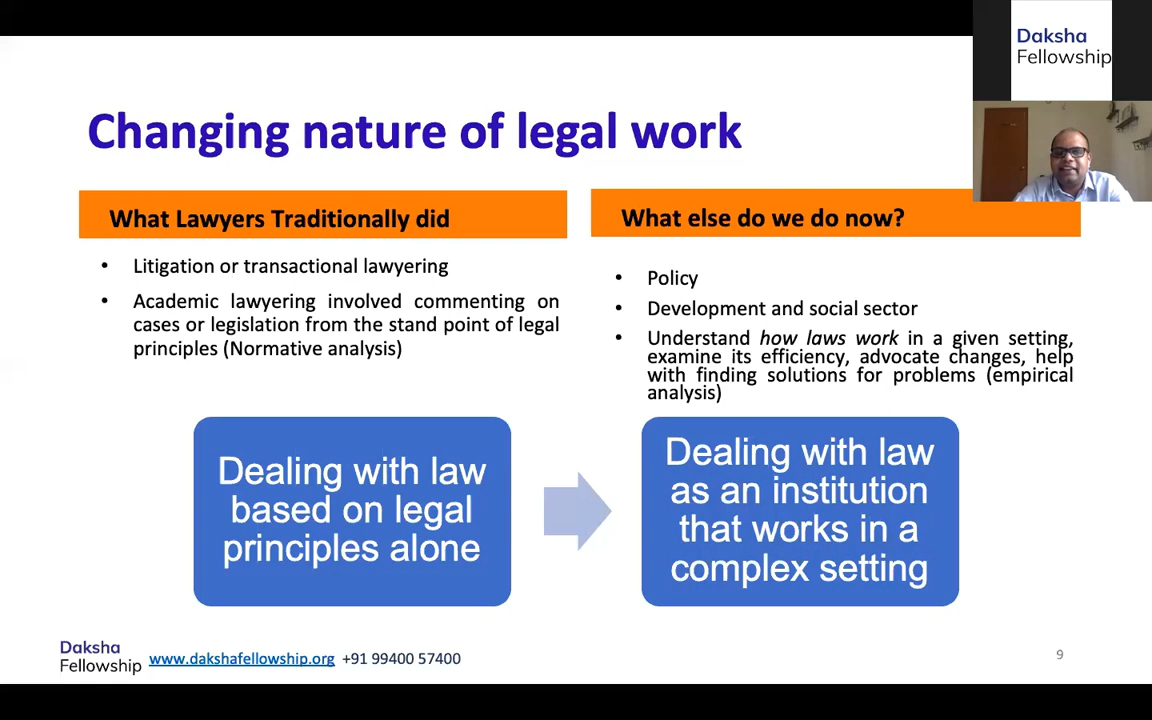 Daksha
Fellowship
Changing nature of legal work
What Lawyers Traditionally did
• Litigation or transactional lawyering
• Academic lawyering involved commenting on
cases or legislation from the stand point of legal
principles (Normative analysis)
What else do we do now?
• Policy
• Development and social sector
• Understand how laws work in a given setting,
examine its efficiency, advocate changes, help
with finding solutions for problems (empirical
analysis)
Dealing with law
based on legal
principles alone
Dealing with law
as an institution
that works in a
complex setting
Daksha
Fellowship
www.dakshafellowship.org +91 99400 57400
9